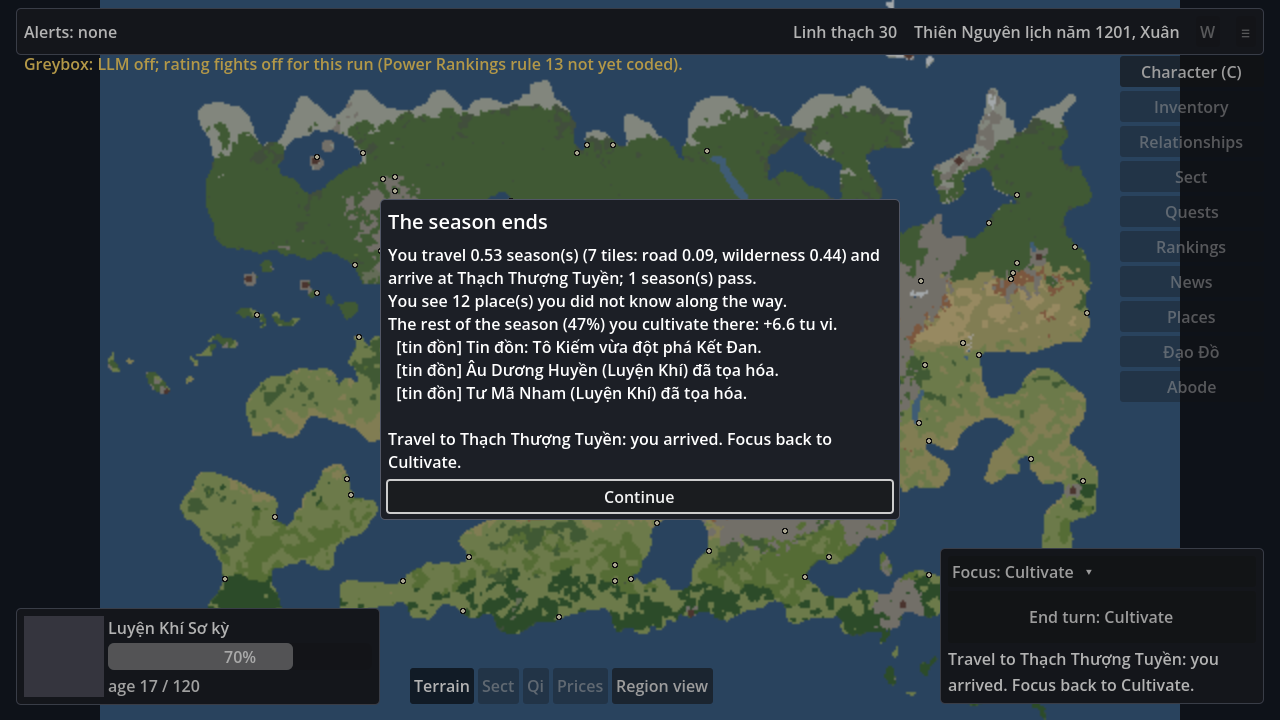 Alerts: none
Linh thạch 30 Thiên Nguyên lịch năm 1201, Xuân W ≡
Greybox: LLM off; rating fights off for this run (Power Rankings rule 13 not yet coded).
Character (C)
Inventory
Relationships
Sect
Quests
Rankings
News
Places
Đạo Đồ
Abode
The season ends
You travel 0.53 season(s) (7 tiles: road 0.09, wilderness 0.44) and
arrive at Thạch Thượng Tuyền; 1 season(s) pass.
You see 12 place(s) you did not know along the way.
The rest of the season (47%) you cultivate there: +6.6 tu vi.
[tin đồn] Tin đồn: Tô Kiếm vừa đột phá Kết Đan.
[tin đồn] Âu Dương Huyền (Luyện Khí) đã tọa hóa.
[tin đồn] Tư Mã Nham (Luyện Khí) đã tọa hóa.
Travel to Thạch Thượng Tuyền: you arrived. Focus back to
Cultivate.
Continue
Luyện Khí Sơ kỳ
70%
age 17 / 120
Terrain Sect Qi Prices Region view
Focus: Cultivate ▾
End turn: Cultivate
Travel to Thạch Thượng Tuyền: you
arrived. Focus back to Cultivate.